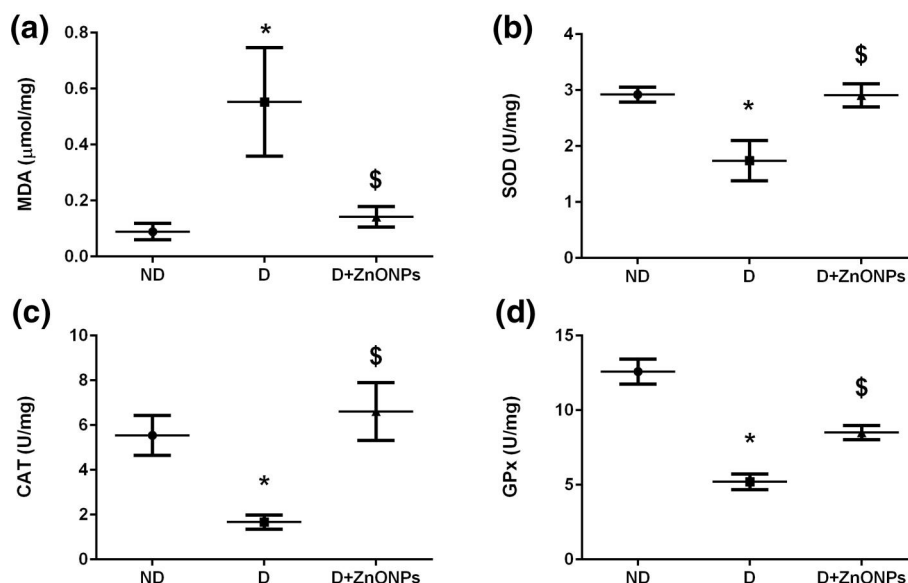 (a)
MDA (μmol/mg)
0.8
0.6
0.4
0.2
0.0
*
$
ND D D+ZnONPs
(b)
SOD (U/mg)
4
3
2
1
0
*
$
ND D D+ZnONPs
(c)
CAT (U/mg)
10
8
6
4
2
0
*
$
ND D D+ZnONPs
(d)
GPx (U/mg)
15
10
5
0
*
$
ND D D+ZnONPs